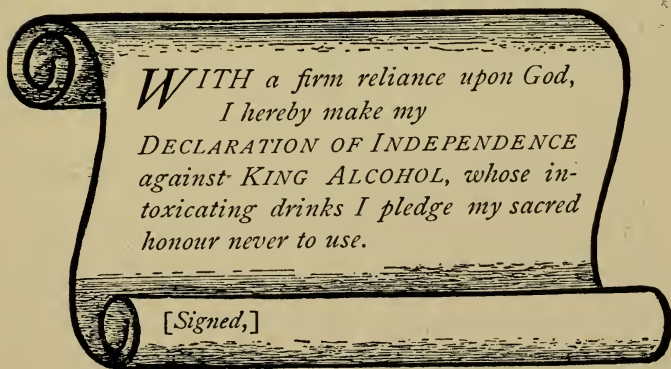 WITH a firm reliance upon God,
I hereby make my
DECLARATION OF INDEPENDENCE
against KING ALCOHOL, whose in-
toxicating drinks I pledge my sacred
honour never to use.
[Signed,]